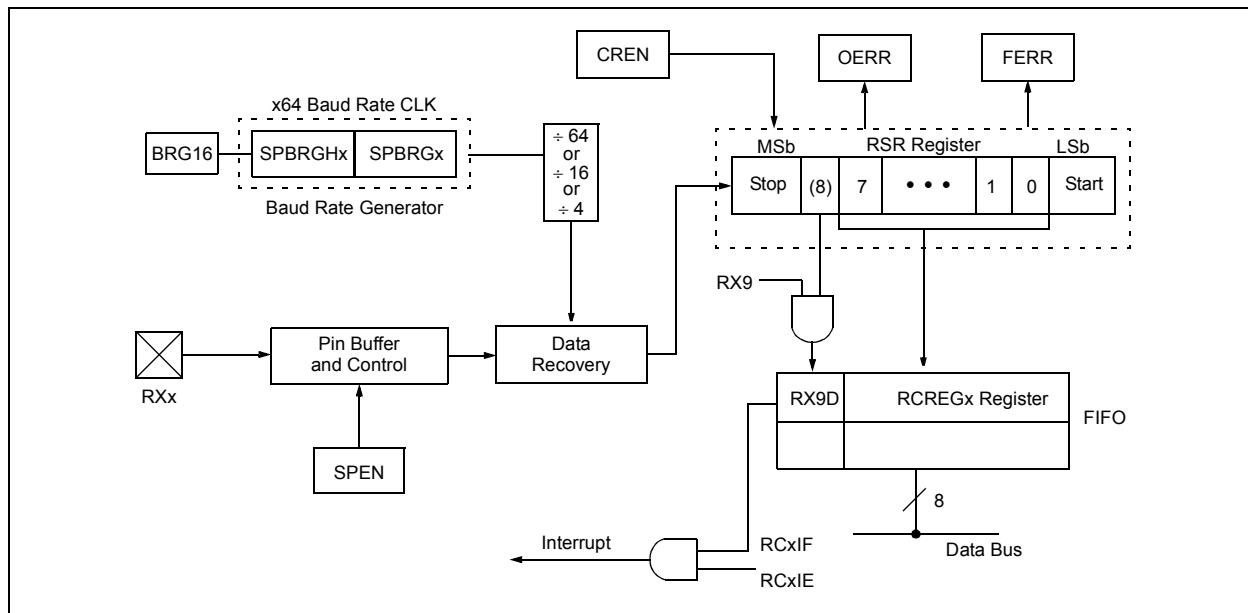 CREN
OERR
FERR
x64 Baud Rate CLK
BRG16
SPBRGHx
SPBRGx
Baud Rate Generator
÷ 64
or
÷ 16
or
÷ 4
MSb
RSR Register
LSb
Stop
(8)
7
• • •
1
0
Start
RX9
RXx
Pin Buffer
and Control
Data
Recovery
SPEN
RX9D
RCREGx Register
FIFO
8
Data Bus
Interrupt
RCxIF
RCxIE